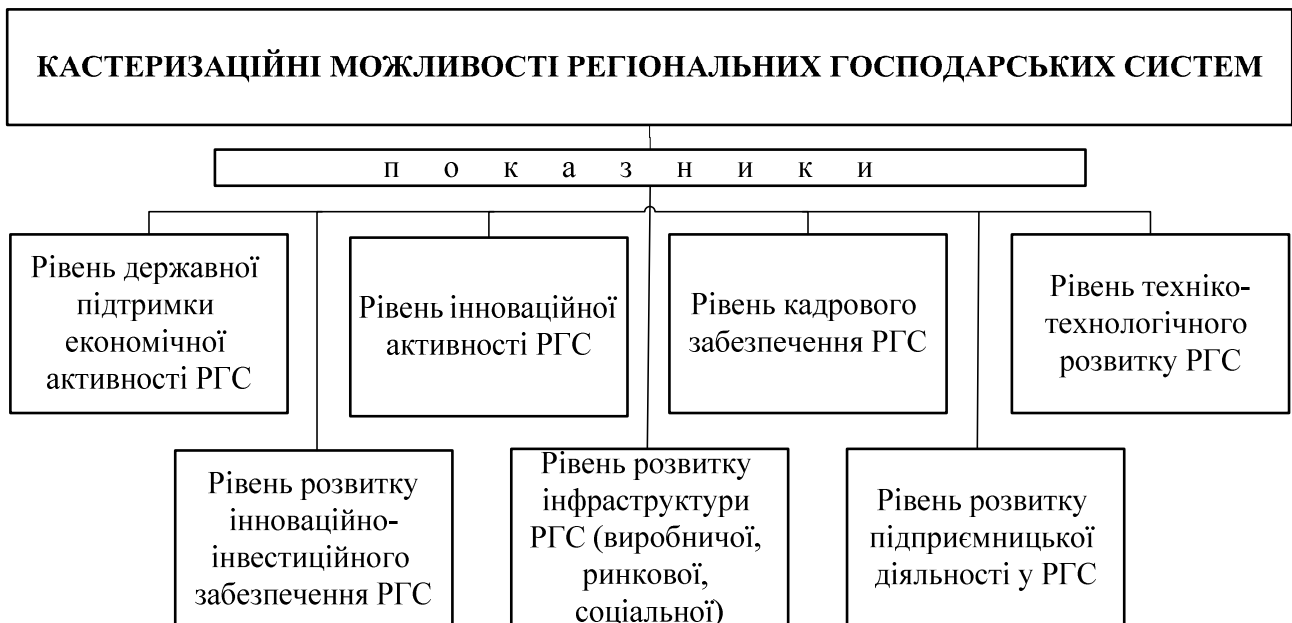 КАСТЕРИЗАЦІЙНІ МОЖЛИВОСТІ РЕГІОНАЛЬНИХ ГОСПОДАРСЬКИХ СИСТЕМ
п о к а з н и к и
Рівень державної
підтримки
економічної
активності РГС
Рівень інноваційної
активності РГС
Рівень кадрового
забезпечення РГС
Рівень техніко-
технологічного
розвитку РГС
Рівень розвитку
інноваційно-
інвестиційного
забезпечення РГС
Рівень розвитку
інфраструктури
РГС (виробничої,
ринкової,
соціальної)
Рівень розвитку
підприємницької
діяльності у РГС